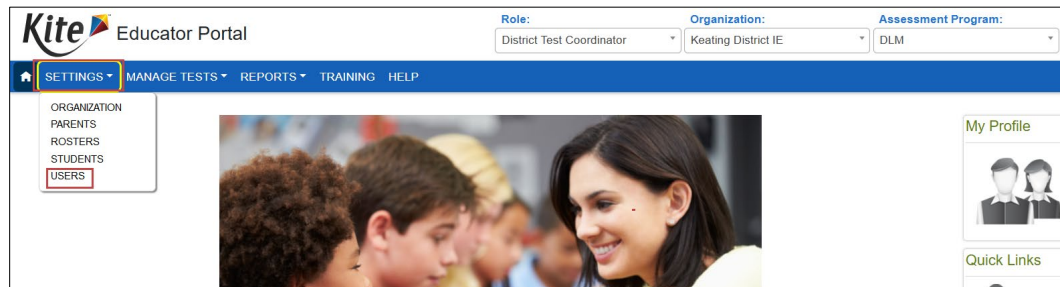 Kite Educator Portal
Role:
Organization:
Assessment Program:
District Test Coordinator
Keating District IE
DLM
SETTINGS MANAGE TESTS REPORTS TRAINING HELP
ORGANIZATION
PARENTS
ROSTERS
STUDENTS
USERS
My Profile
Quick Links